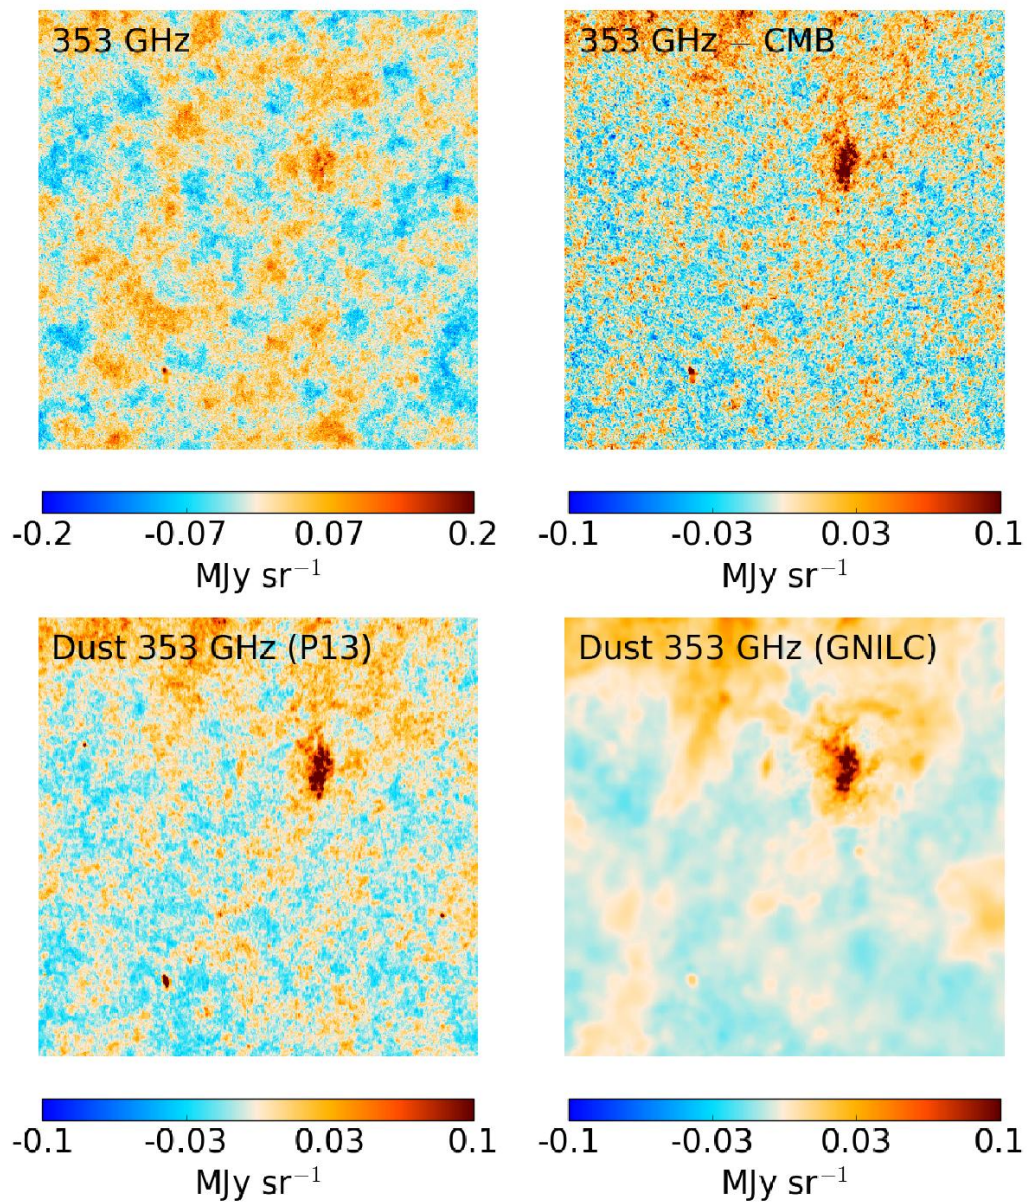 353 GHz
353 GHz − CMB
-0.2 -0.07 0.07 0.2
MJy sr⁻¹
-0.1 -0.03 0.03 0.1
MJy sr⁻¹
Dust 353 GHz (P13)
Dust 353 GHz (GNILC)
-0.1 -0.03 0.03 0.1
MJy sr⁻¹
-0.1 -0.03 0.03 0.1
MJy sr⁻¹